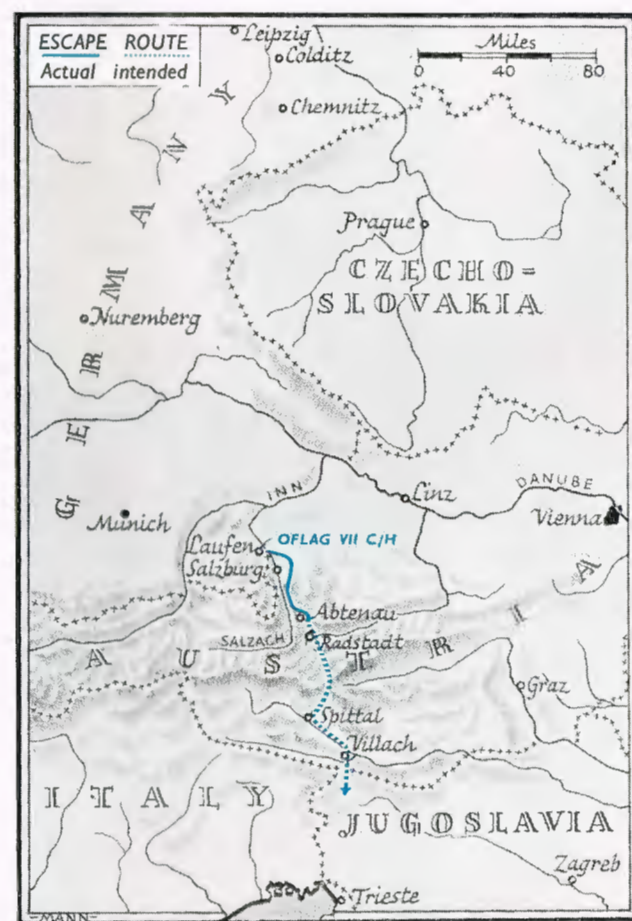 ESCAPE ROUTE
Actual intended
Leipzig
Colditz
Miles
0 40 80
Chemnitz
Prague
CZECHO=
SLOVAKIA
Nuremberg
GERMANY
INN
Linz
DANUBE
Munich
Vienna
OFLAG VII C/H
Laufen
Salzburg
Abtenau
SALZACH
Radstadt
AUSTRIA
Graz
Spittal
Villach
ITALY
JUGOSLAVIA
Zagreb
Trieste
-MANN-